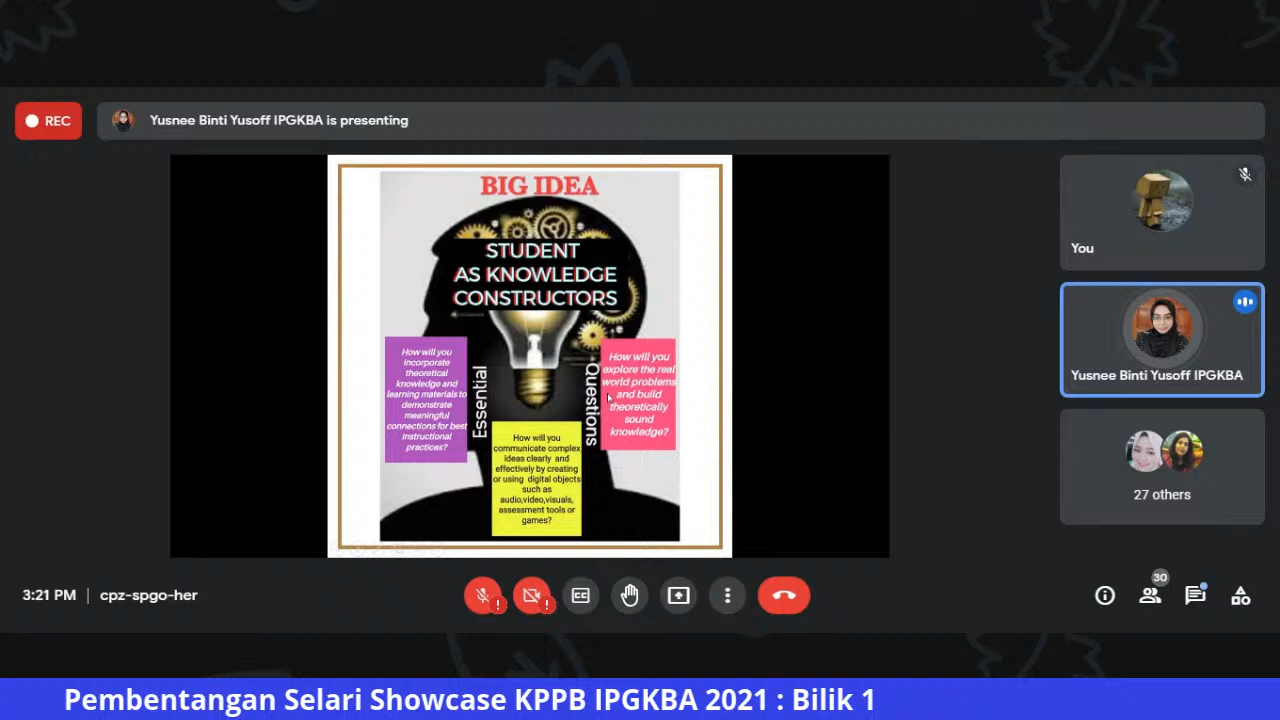 REC
Yusnee Binti Yusoff IPGKBA is presenting
BIG IDEA
STUDENT
AS KNOWLEDGE
CONSTRUCTORS
How will you
incorporate
theoretical
knowledge and
learning materials to
demonstrate
meaningful
connections for best
instructional
practices?
Essential
Questions
How will you
explore the real
world problems
and build
theoretically
sound
knowledge?
How will you
communicate complex
ideas clearly and
effectively by creating
or using digital objects
such as
audio,video,visuals,
assessment tools or
games?
You
Yusnee Binti Yusoff IPGKBA
27 others
3:21 PM | cpz-spgo-her
CC
30
Pembentangan Selari Showcase KPPB IPGKBA 2021 : Bilik 1